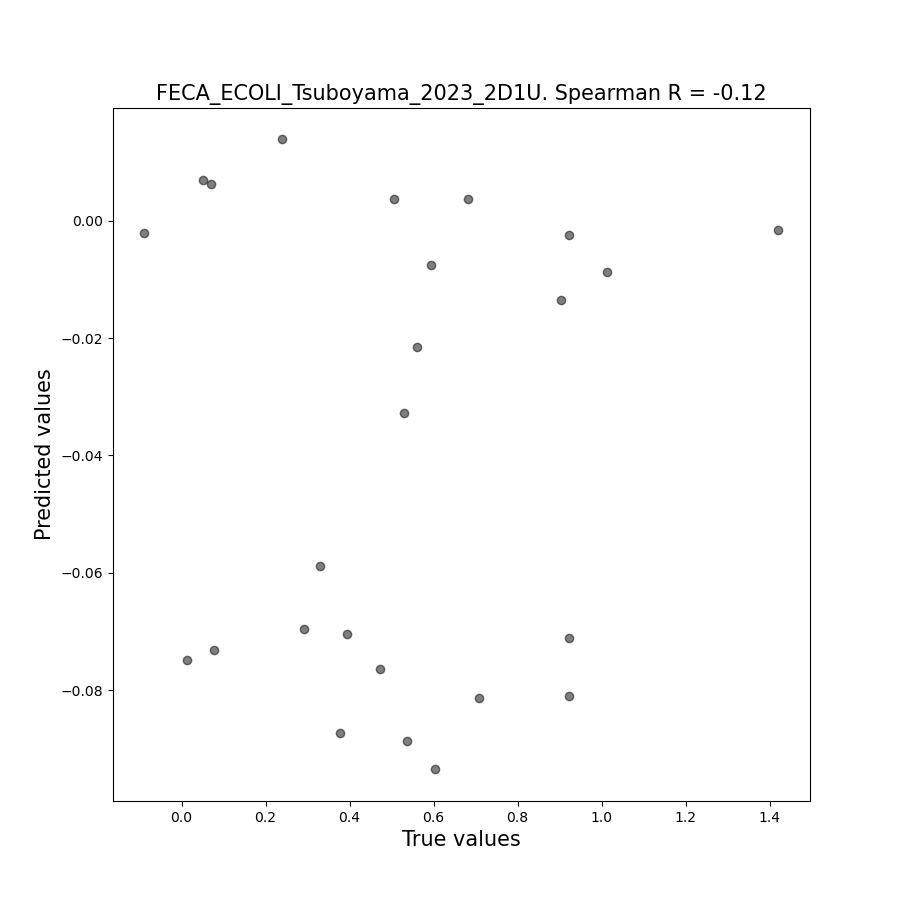 FECA_ECOLI_Tsuboyama_2023_2D1U. Spearman R = -0.12
0.00
−0.02
−0.04
−0.06
−0.08
Predicted values
0.0 0.2 0.4 0.6 0.8 1.0 1.2 1.4
True values